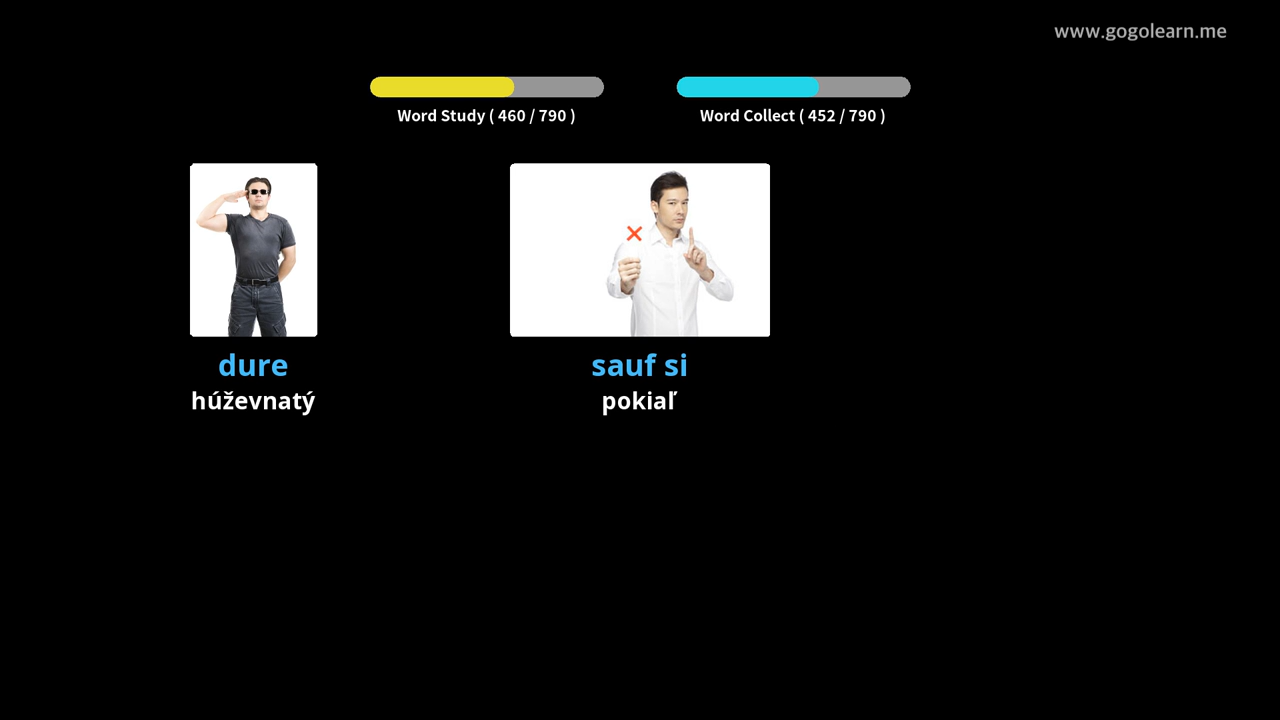 www.gogolearn.me
Word Study ( 460 / 790 )
Word Collect ( 452 / 790 )
dure
húževnatý
sauf si
pokiaľ